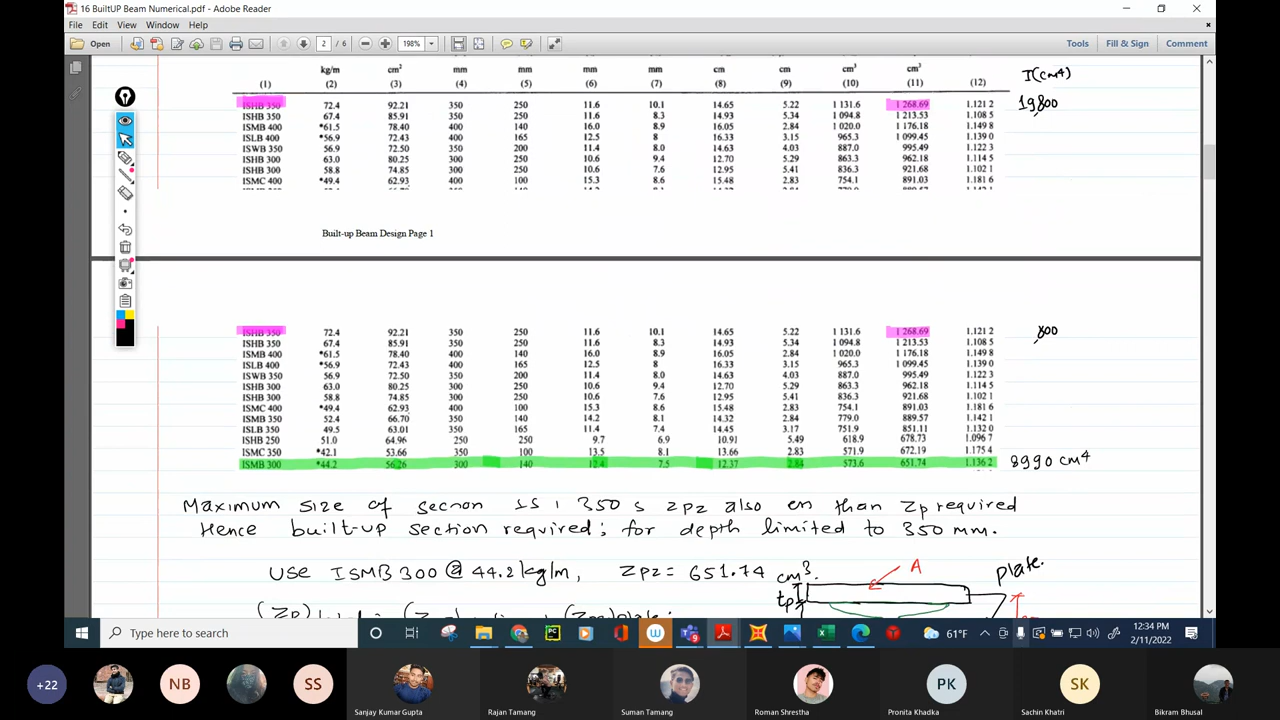 16 BuiltUP Beam Numerical.pdf - Adobe Reader
File Edit View Window Help
Open 2 / 6 198% Tools Fill & Sign Comment
kg/m cm² mm mm mm mm cm cm cm³ cm³ I(cm4)
(1) (2) (3) (4) (5) (6) (7) (8) (9) (10) (11) (12)
ISHB 350 72.4 92.21 350 250 11.6 10.1 14.65 5.22 1 131.6 1 268.69 1.121 2 19,800
ISHB 350 67.4 85.91 350 250 11.6 8.3 14.93 5.34 1 094.8 1 213.53 1.108 5
ISMB 400 *61.5 78.40 400 140 16.0 8.9 16.05 2.84 1 020.0 1 176.18 1.149 8
ISLB 400 *56.9 72.43 400 165 12.5 8 16.33 3.15 965.3 1 099.45 1.139 0
ISWB 350 56.9 72.50 350 200 11.4 8.0 14.63 4.03 887.0 995.49 1.122 3
ISHB 300 63.0 80.25 300 250 10.6 9.4 12.70 5.29 863.3 962.18 1.114 5
ISHB 300 58.8 74.85 300 250 10.6 7.6 12.95 5.41 863.3 921.68 1.102 1
ISMC 400 *49.4 62.93 400 100 15.3 8.6 15.48 2.83 754.1 891.03 1.181 6
Built-up Beam Design Page 1
ISHB 350 72.4 92.21 350 250 11.6 10.1 14.65 5.22 1 131.6 1 268.69 1.121 2 ,800
ISHB 350 67.4 85.91 350 250 11.6 8.3 14.93 5.34 1 094.8 1 213.53 1.108 5
ISMB 400 *61.5 78.40 400 140 16.0 8.9 16.05 2.84 1 020.0 1 176.18 1.149 8
ISLB 400 *56.9 72.43 400 165 12.5 8 16.33 3.15 965.3 1 099.45 1.139 0
ISWB 350 56.9 72.50 350 200 11.4 8.0 14.63 4.03 887.0 995.49 1.122 3
ISHB 300 63.0 80.25 300 250 10.6 9.4 12.70 5.29 863.3 962.18 1.114 5
ISHB 300 58.8 74.85 300 250 10.6 7.6 12.95 5.41 863.3 921.68 1.102 1
ISMC 400 *49.4 62.93 400 100 15.3 8.6 15.48 2.83 754.1 891.03 1.181 6
ISMB 350 52.4 66.70 350 140 14.2 8.1 14.32 2.84 779.0 889.57 1.142 1
ISLB 350 49.5 63.01 350 165 11.4 7.4 14.45 3.17 751.9 851.11 1.132 0
ISHB 250 51.0 64.96 250 250 9.7 6.9 10.91 5.49 618.9 678.73 1.096 7
ISMC 350 *42.1 53.66 350 100 13.5 8.1 13.66 2.83 571.9 672.19 1.175 4
ISMB 300 *44.2 56.26 300 140 12.4 7.5 12.37 2.84 573.6 651.74 1.136 2 8990 cm4
Maximum size of is 350 s zpz also than Zp required
Hence built-up section required; for depth limited to 350 mm.
Use ISMB 300 @ 44.2 kg/m, Zpz = 651.74 cm3.
A
plate.
tp
Type here to search
61°F
12:34 PM
2/11/2022
+22 NB SS PK SK
Sanjay Kumar Gupta Rajan Tamang Suman Tamang Roman Shrestha Pronita Khadka Sachin Khatri Bikram Bhusal